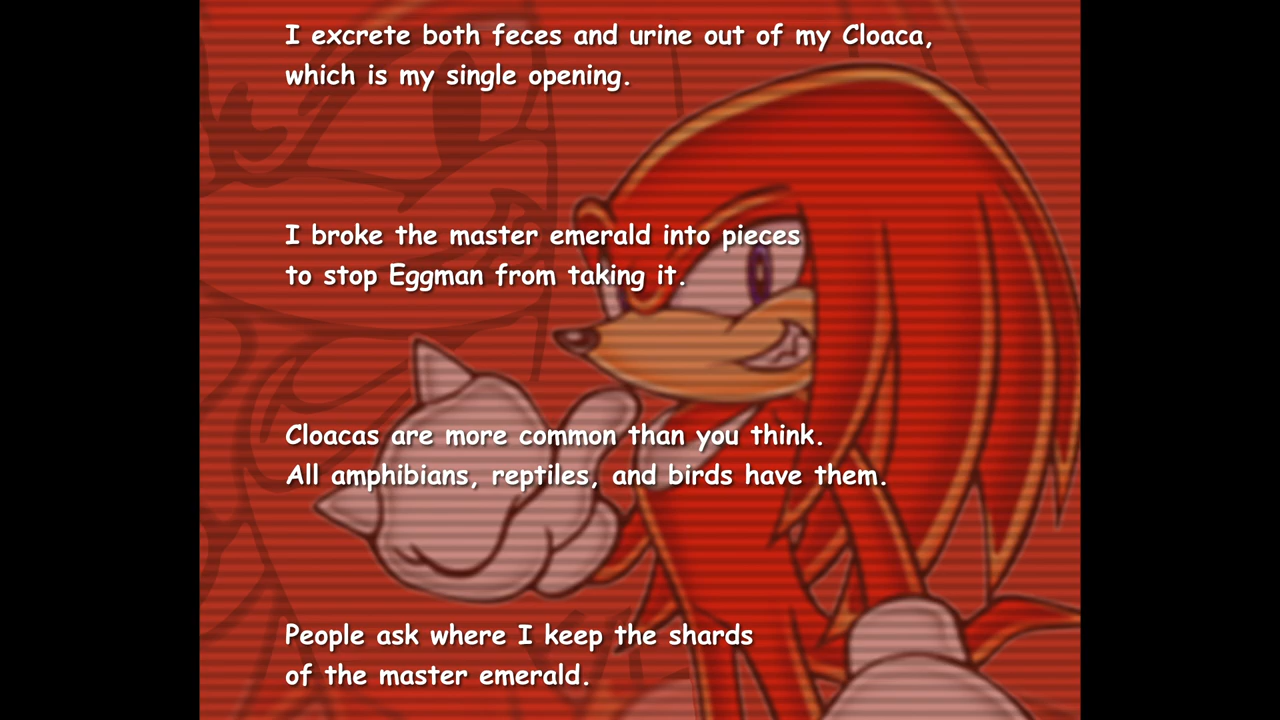 I excrete both feces and urine out of my Cloaca,
which is my single opening.
I broke the master emerald into pieces
to stop Eggman from taking it.
Cloacas are more common than you think.
All amphibians, reptiles, and birds have them.
People ask where I keep the shards
of the master emerald.